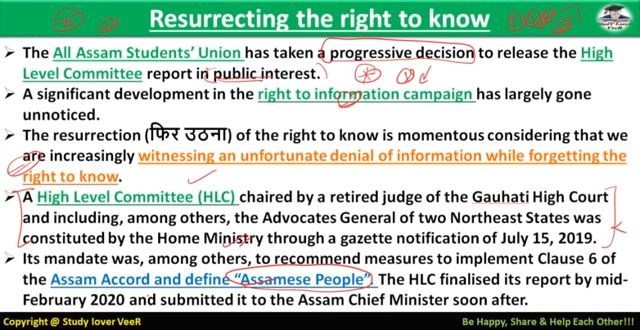 Resurrecting the right to know
➢ The All Assam Students’ Union has taken a progressive decision to release the High
Level Committee report in public interest.
➢ A significant development in the right to information campaign has largely gone
unnoticed.
➢ The resurrection (फिर उठना) of the right to know is momentous considering that we
are increasingly witnessing an unfortunate denial of information while forgetting the
right to know.
➢ A High Level Committee (HLC) chaired by a retired judge of the Gauhati High Court
and including, among others, the Advocates General of two Northeast States was
constituted by the Home Ministry through a gazette notification of July 15, 2019.
➢ Its mandate was, among others, to recommend measures to implement Clause 6 of
the Assam Accord and define “Assamese People”. The HLC finalised its report by mid-
February 2020 and submitted it to the Assam Chief Minister soon after.
Copyright @ Study lover VeeR
Be Happy, Share & Help Each Other!!!